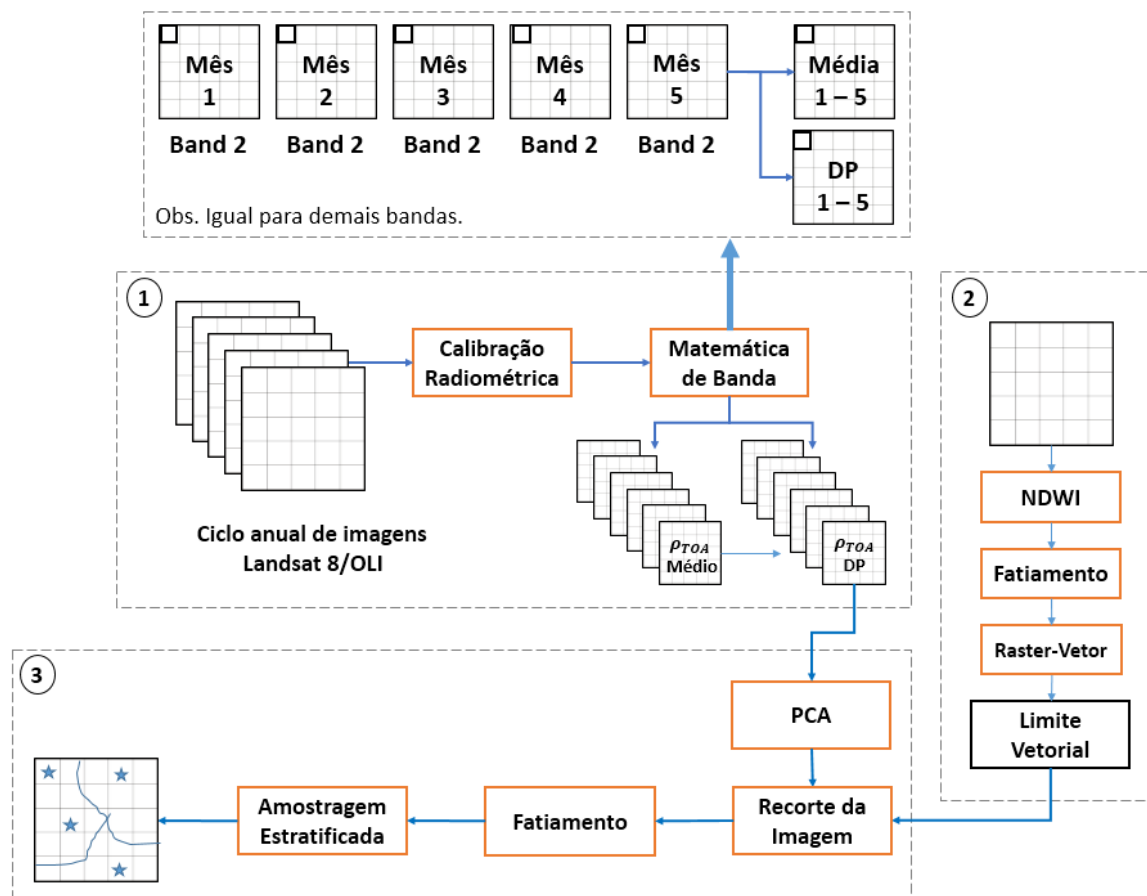 Mês
1
Mês
2
Mês
3
Mês
4
Mês
5
Média
1 – 5
Band 2
Band 2
Band 2
Band 2
Band 2
DP
1 – 5
Obs. Igual para demais bandas.
1
Calibração
Radiométrica
Matemática
de Banda
Ciclo anual de imagens
Landsat 8/OLI
ρTOA
Médio
ρTOA
DP
2
NDWI
Fatiamento
Raster-Vetor
Limite
Vetorial
3
PCA
Recorte da
Imagem
Fatiamento
Amostragem
Estratificada